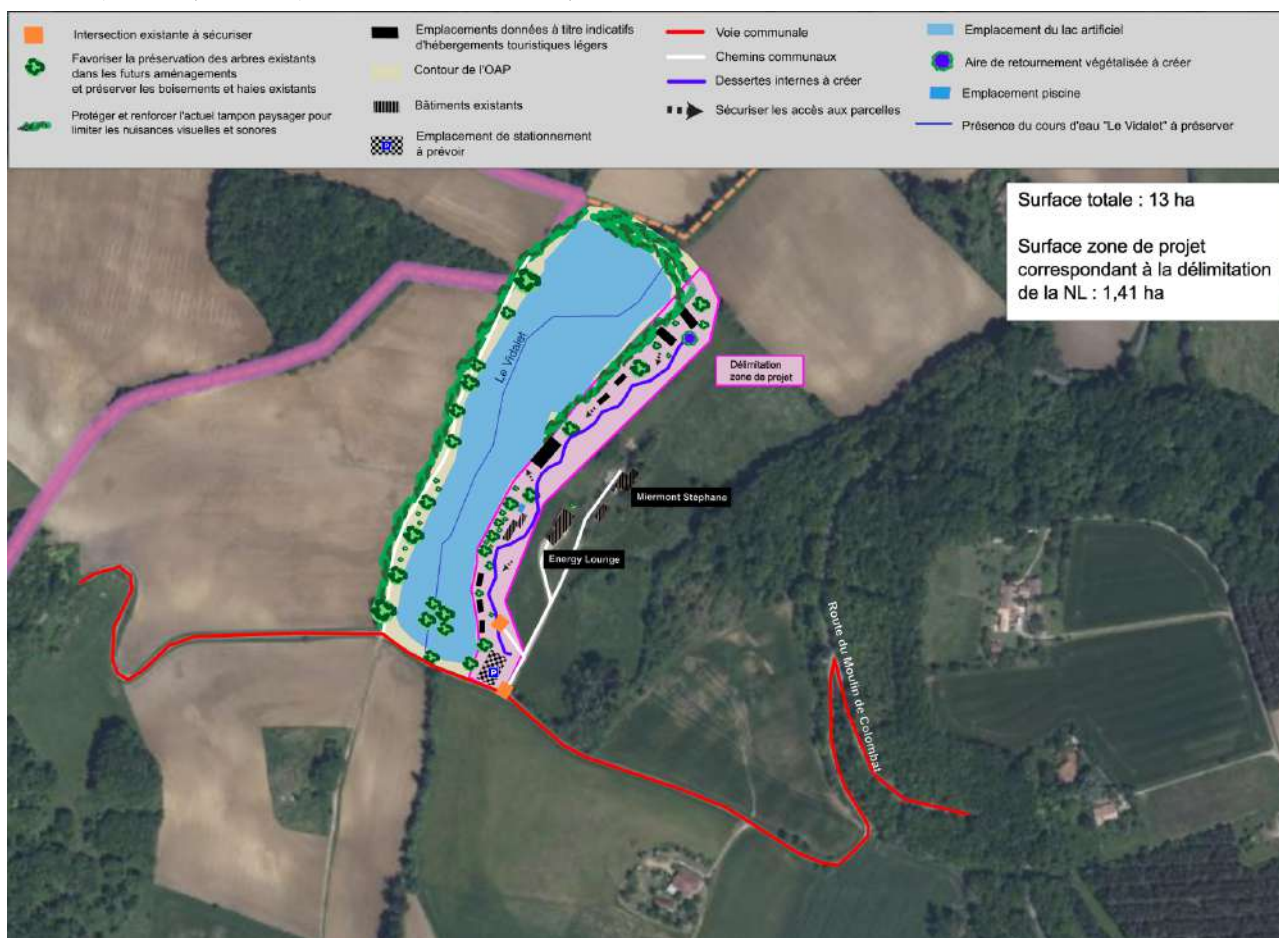 Intersection existante à sécuriser
Favoriser la préservation des arbres existants
dans les futurs aménagements
et préserver les boisements et haies existants
Protéger et renforcer l'actuel tampon paysager pour
limiter les nuisances visuelles et sonores
Emplacements données à titre indicatifs
d'hébergements touristiques légers
Contour de l'OAP
Bâtiments existants
P
Emplacement de stationnement
à prévoir
Voie communale
Chemins communaux
Dessertes internes à créer
Sécuriser les accès aux parcelles
Emplacement du lac artificiel
Aire de retournement végétalisée à créer
Emplacement piscine
Présence du cours d'eau "Le Vidalet" à préserver
Surface totale : 13 ha
Surface zone de projet
correspondant à la délimitation
de la NL : 1,41 ha
Le Vidalet
Délimitation
zone de projet
Miermont Stéphane
Energy Lounge
Route du Moulin de Colombat
P